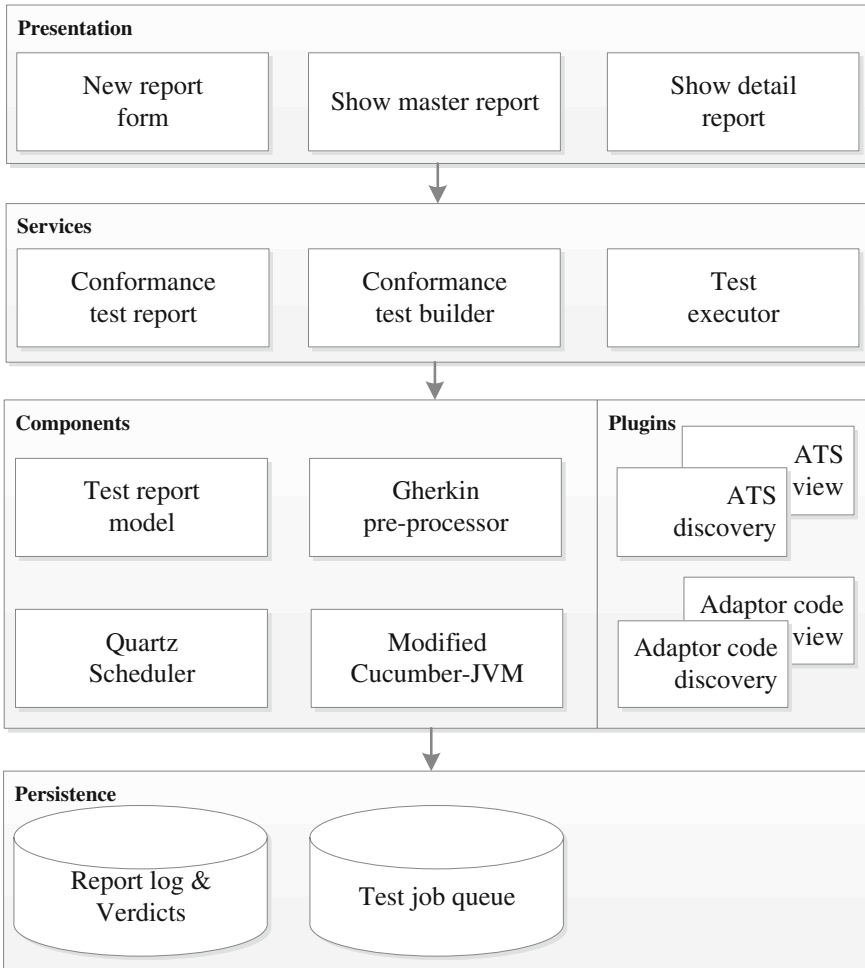 Presentation
New report
form
Show master report
Show detail
report
Services
Conformance
test report
Conformance
test builder
Test
executor
Components
Test report
model
Gherkin
pre-processor
Quartz
Scheduler
Modified
Cucumber-JVM
Plugins
ATS
view
ATS
discovery
Adaptor code
view
Adaptor code
discovery
Persistence
Report log &
Verdicts
Test job queue